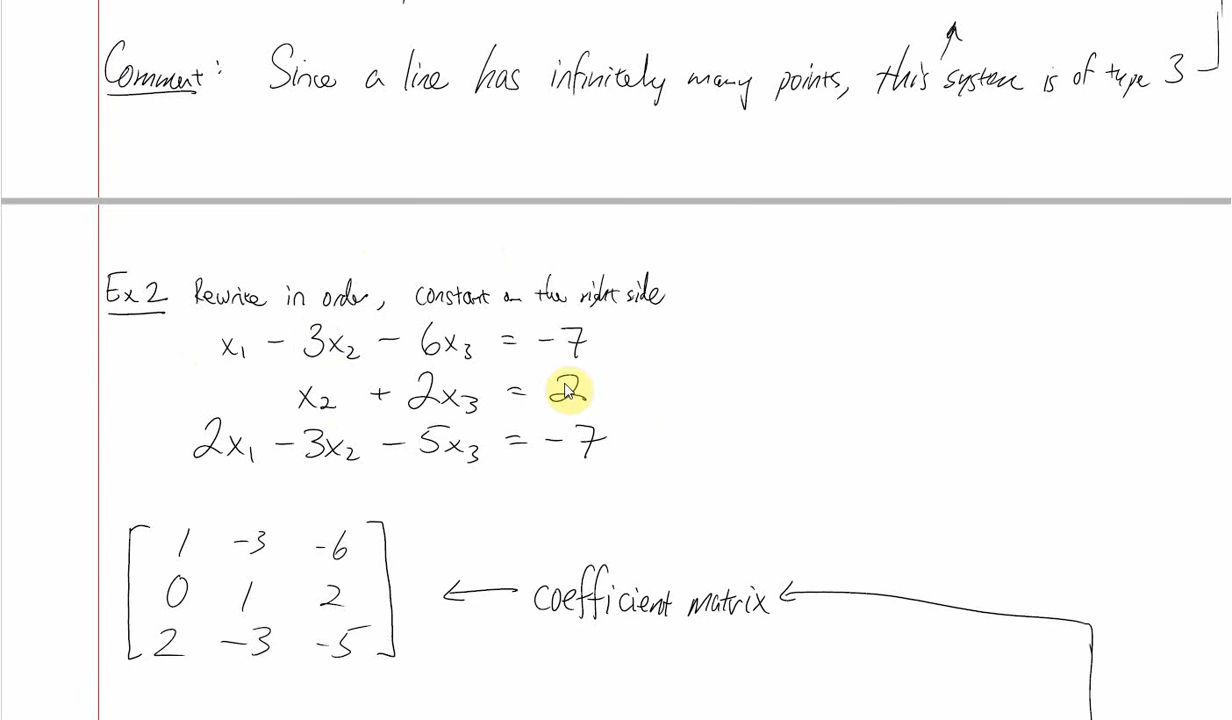 Comment: Since a line has infinitely many points, this system is of type 3
Ex 2 Rewrite in order, constant on the right side
x₁ - 3x₂ - 6x₃ = -7
x₂ + 2x₃ = 2
2x₁ - 3x₂ - 5x₃ = -7
1 -3 -6
0 1 2 ← coefficient matrix ←
2 -3 -5